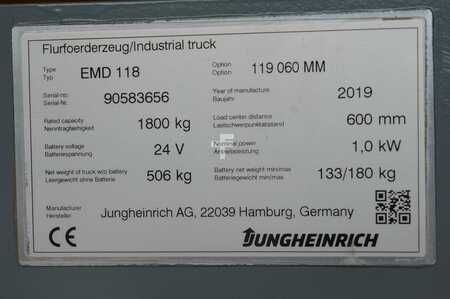 Flurfoerderzeug/Industrial truck
Type
Typ
EMD 118
Option
Option
119 060 MM
Serial-no:
Serial-Nr.
90583656
Year of manufacture
Baujahr
2019
Rated capacity
Nenntragfähigkeit
1800 kg
Load center distance
Lastschwerpunktabstand
600 mm
Battery voltage
Batteriespannung
24 V
Nominal power
Antriebsleistung
1,0 kW
Net weight of truck w/o battery
Leergewicht ohne Batterie
506 kg
Battery net weight min/max
Batteriegewicht min/max
133/180 kg
Manufacturer
Hersteller
Jungheinrich AG, 22039 Hamburg, Germany
CE
JUNGHEINRICH